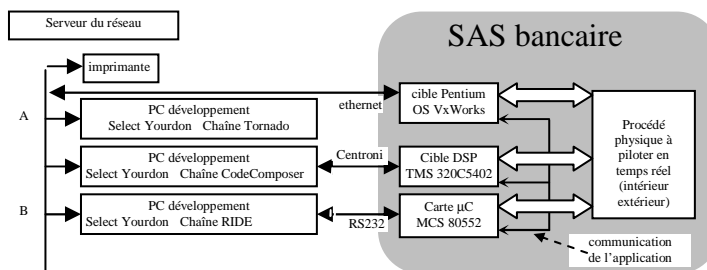 Serveur du réseau
SAS bancaire
imprimante
ethernet
cible Pentium
OS VxWorks
A
PC développement
Select Yourdon Chaîne Tornado
Procédé
physique à
piloter en
temps réel
(intérieur
extérieur)
PC développement
Select Yourdon Chaîne CodeComposer
Centroni
Cible DSP
TMS 320C5402
B
PC développement
Select Yourdon Chaîne RIDE
RS232
Carte µC
MCS 80552
communication
de l'application